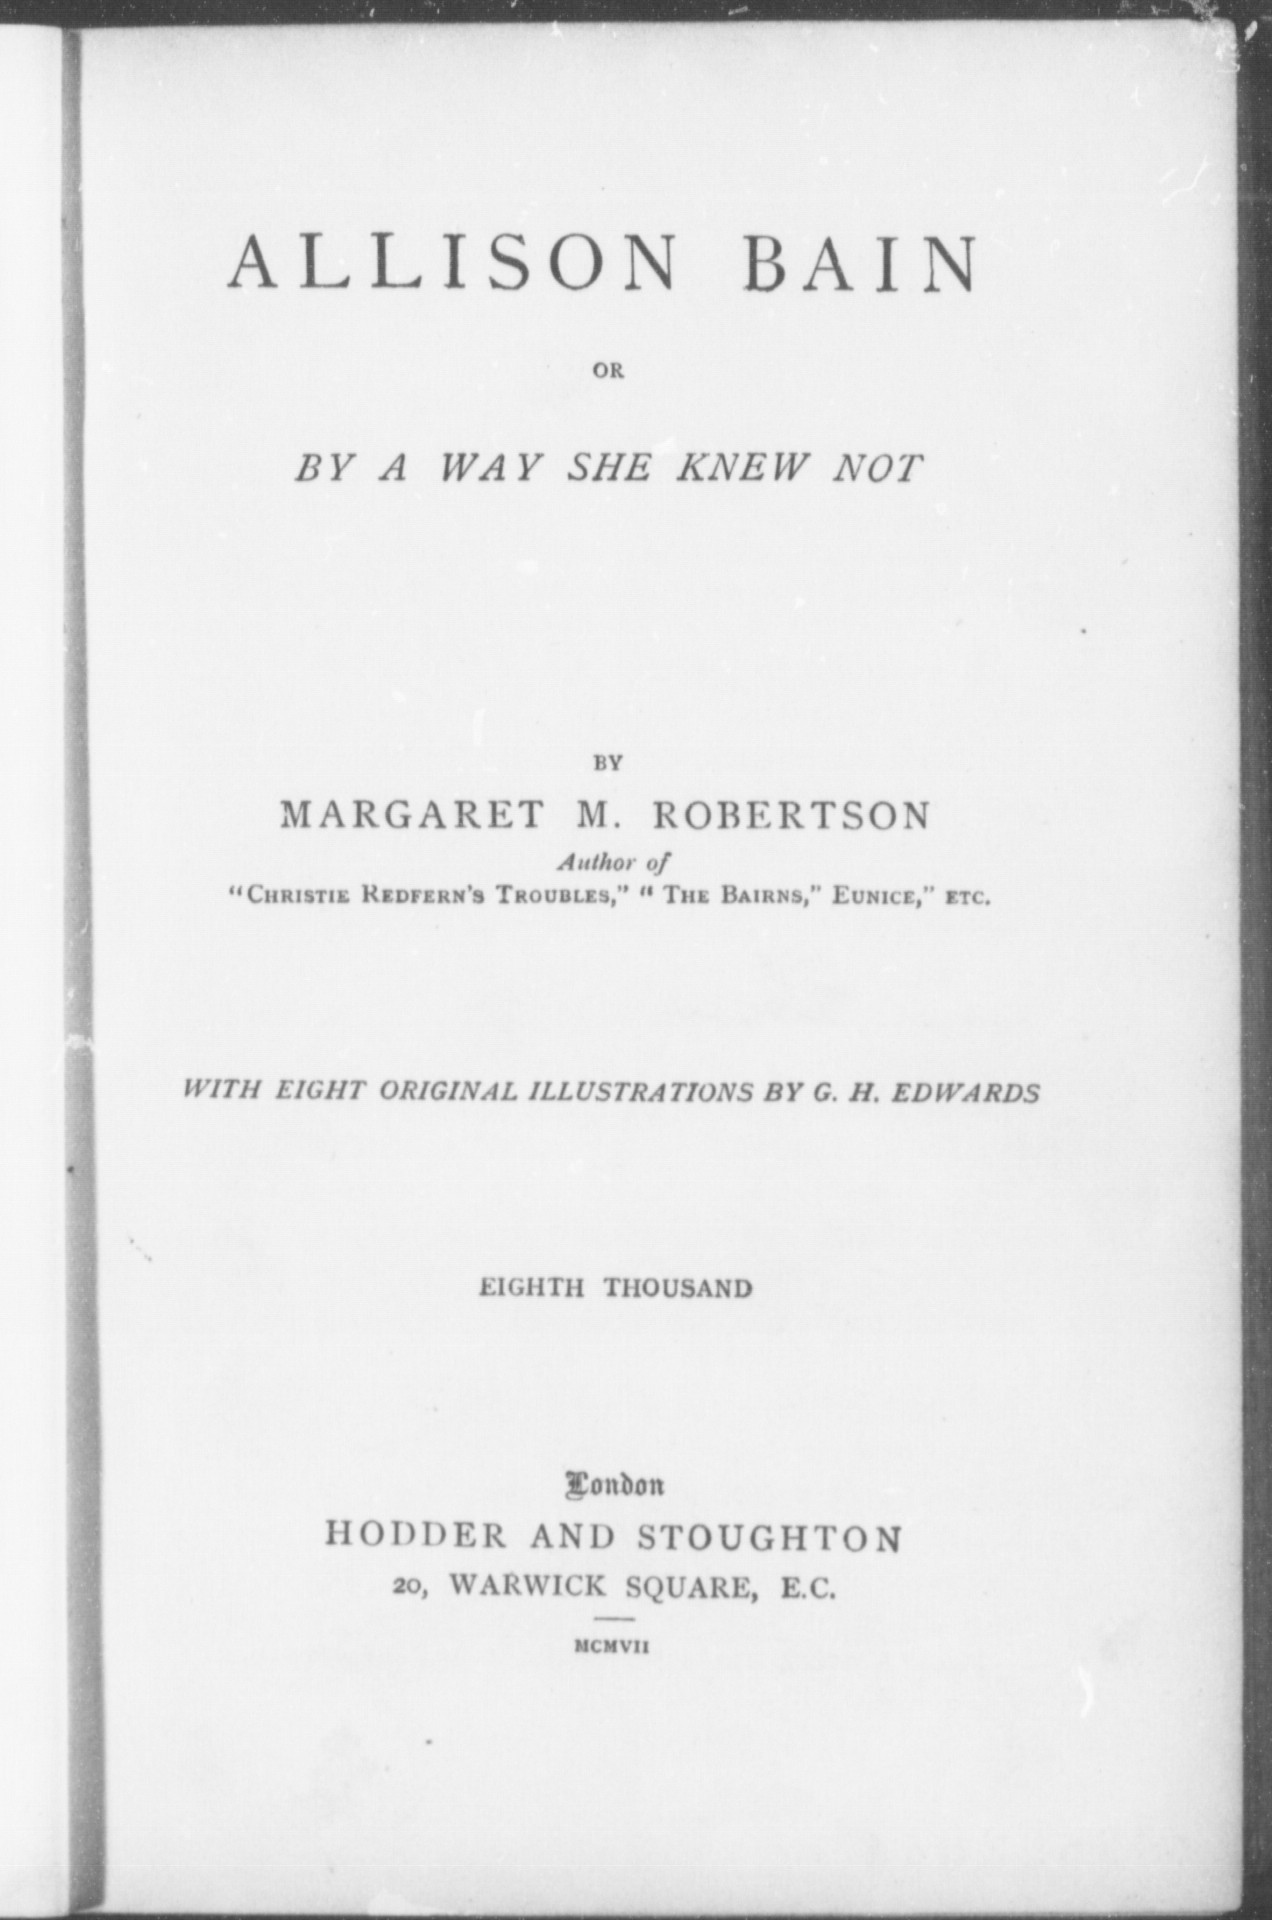 ALLISON BAIN
OR
BY A WAY SHE KNEW NOT
BY
MARGARET M. ROBERTSON
Author of
"CHRISTIE REDFERN'S TROUBLES," "THE BAIRNS," EUNICE," ETC.
WITH EIGHT ORIGINAL ILLUSTRATIONS BY G. H. EDWARDS
EIGHTH THOUSAND
London
HODDER AND STOUGHTON
20, WARWICK SQUARE, E.C.
MCMVII